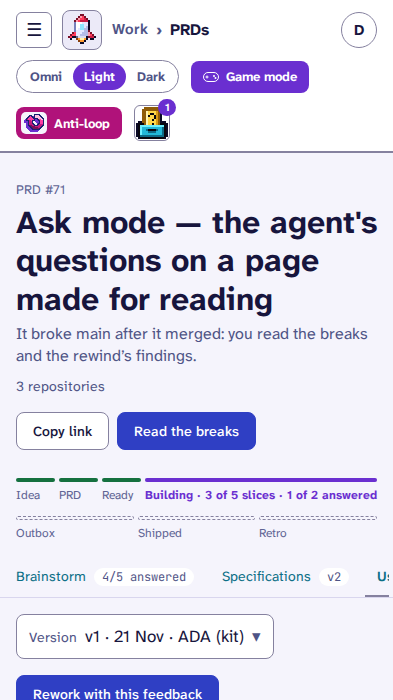 ☰ Work › PRDs D
Omni Light Dark Game mode
Anti-loop 1
PRD #71
Ask mode — the agent's
questions on a page
made for reading
It broke main after it merged: you read the breaks
and the rewind's findings.
3 repositories
Copy link Read the breaks
Idea PRD Ready Building · 3 of 5 slices · 1 of 2 answered
Outbox Shipped Retro
Brainstorm 4/5 answered Specifications v2
Version v1 · 21 Nov · ADA (kit) ▼
Rework with this feedback